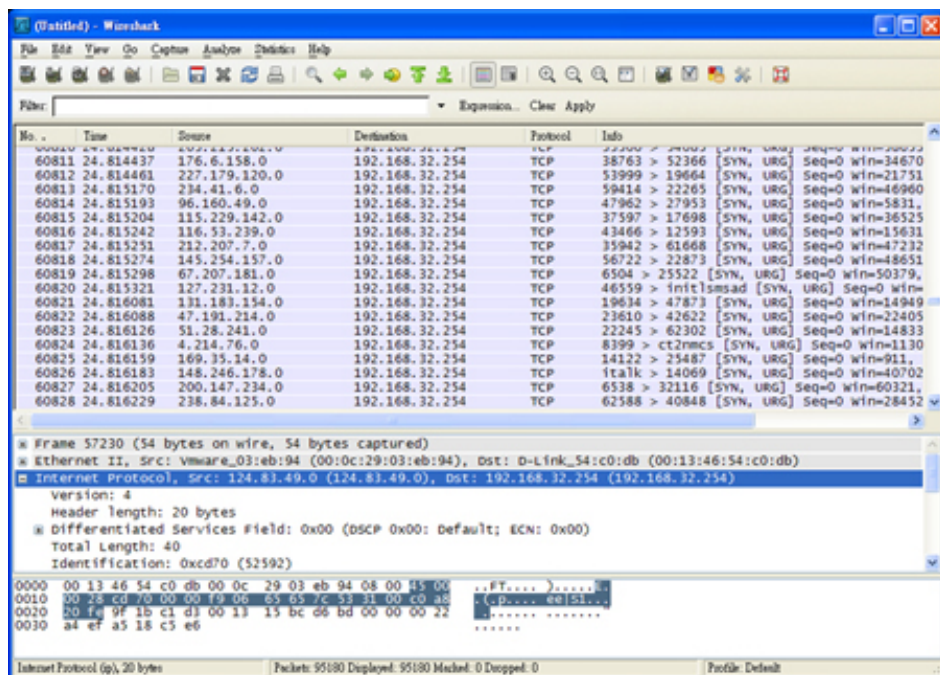 (Untitled) - Wireshark
File Edit View Go Capture Analyze Statistics Help
Filter: Expression... Clear Apply
No. . Time Source Destination Protocol Info
60811 24.814437 176.6.158.0 192.168.32.254 TCP 38763 > 52366 [SYN, URG] Seq=0 Win=34670
60812 24.814461 227.179.120.0 192.168.32.254 TCP 53999 > 19664 [SYN, URG] Seq=0 Win=21751
60813 24.815170 234.41.6.0 192.168.32.254 TCP 59414 > 22265 [SYN, URG] Seq=0 Win=46960
60814 24.815193 96.160.49.0 192.168.32.254 TCP 47962 > 27953 [SYN, URG] Seq=0 Win=5831,
60815 24.815204 115.229.142.0 192.168.32.254 TCP 37597 > 17698 [SYN, URG] Seq=0 Win=36525
60816 24.815242 116.53.239.0 192.168.32.254 TCP 43466 > 12593 [SYN, URG] Seq=0 Win=15631
60817 24.815251 212.207.7.0 192.168.32.254 TCP 35942 > 61668 [SYN, URG] Seq=0 Win=47232
60818 24.815274 145.254.157.0 192.168.32.254 TCP 56722 > 22873 [SYN, URG] Seq=0 Win=48651
60819 24.815298 67.207.181.0 192.168.32.254 TCP 6504 > 25522 [SYN, URG] Seq=0 Win=50379,
60820 24.815321 127.231.12.0 192.168.32.254 TCP 46559 > initlsmsad [SYN, URG] Seq=0 Win=
60821 24.816081 131.183.154.0 192.168.32.254 TCP 19634 > 47873 [SYN, URG] Seq=0 Win=14949
60822 24.816088 47.191.214.0 192.168.32.254 TCP 23610 > 42622 [SYN, URG] Seq=0 Win=22405
60823 24.816126 51.28.241.0 192.168.32.254 TCP 22245 > 62302 [SYN, URG] Seq=0 Win=14833
60824 24.816136 4.214.76.0 192.168.32.254 TCP 8399 > ct2nmcs [SYN, URG] Seq=0 Win=1130
60825 24.816159 169.35.14.0 192.168.32.254 TCP 14122 > 25487 [SYN, URG] Seq=0 Win=911,
60826 24.816183 148.246.178.0 192.168.32.254 TCP italk > 14069 [SYN, URG] Seq=0 Win=40702
60827 24.816205 200.147.234.0 192.168.32.254 TCP 6538 > 32116 [SYN, URG] Seq=0 Win=60321,
60828 24.816229 238.84.125.0 192.168.32.254 TCP 62588 > 40848 [SYN, URG] Seq=0 Win=28452
Frame 57230 (54 bytes on wire, 54 bytes captured)
Ethernet II, Src: Vmware_03:eb:94 (00:0c:29:03:eb:94), Dst: D-Link_54:c0:db (00:13:46:54:c0:db)
Internet Protocol, Src: 124.83.49.0 (124.83.49.0), Dst: 192.168.32.254 (192.168.32.254)
Version: 4
Header length: 20 bytes
Differentiated Services Field: 0x00 (DSCP 0x00: Default; ECN: 0x00)
Total Length: 40
Identification: 0xcd70 (52592)
0000 00 13 46 54 c0 db 00 0c 29 03 eb 94 08 00 45 00 ..FT.... ).....E.
0010 00 28 cd 70 00 00 f9 06 65 65 7c 53 31 00 c0 a8 .(.p.... ee|S1...
0020 20 fe 9f 1b c1 d3 00 13 15 bc d6 bd 00 00 00 22
0030 a4 ef a5 18 c5 e6 ......
Internet Protocol (ip), 20 bytes Packets: 95180 Displayed: 95180 Marked: 0 Dropped: 0 Profile: Default